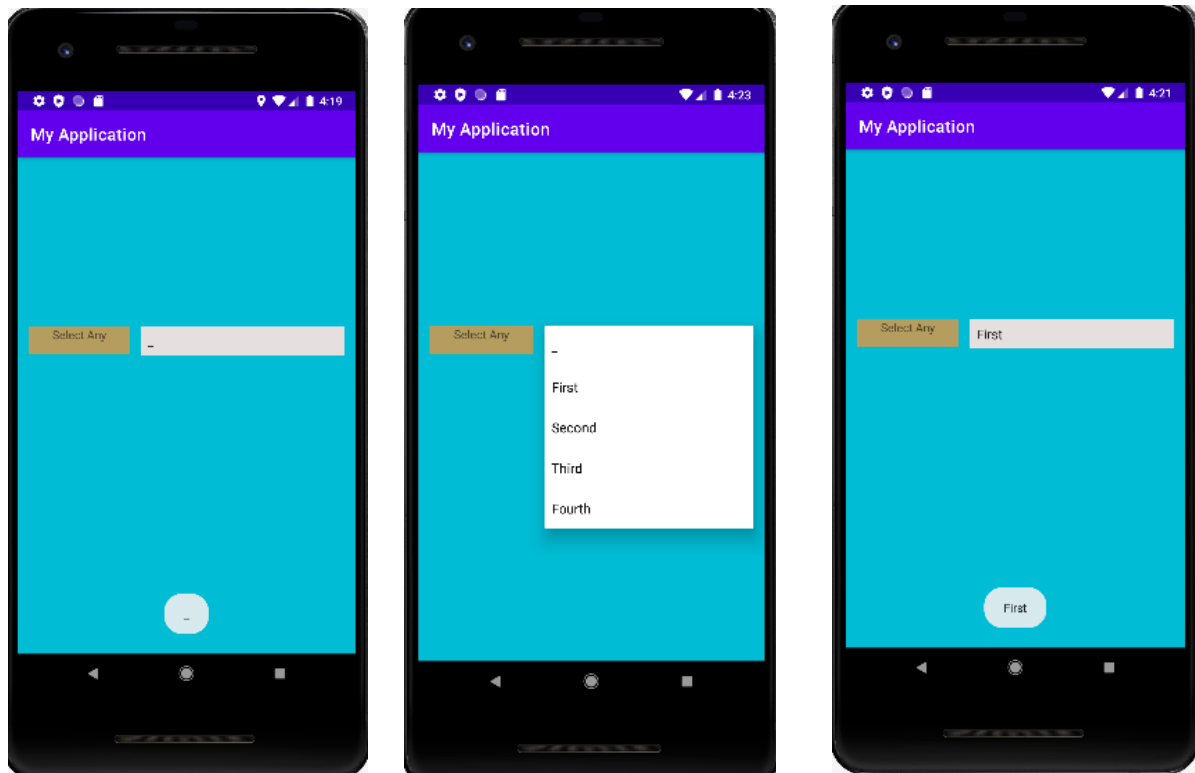 4:19
My Application
Select Any
_
_
4:23
My Application
Select Any
_
First
Second
Third
Fourth
4:21
My Application
Select Any
First
First